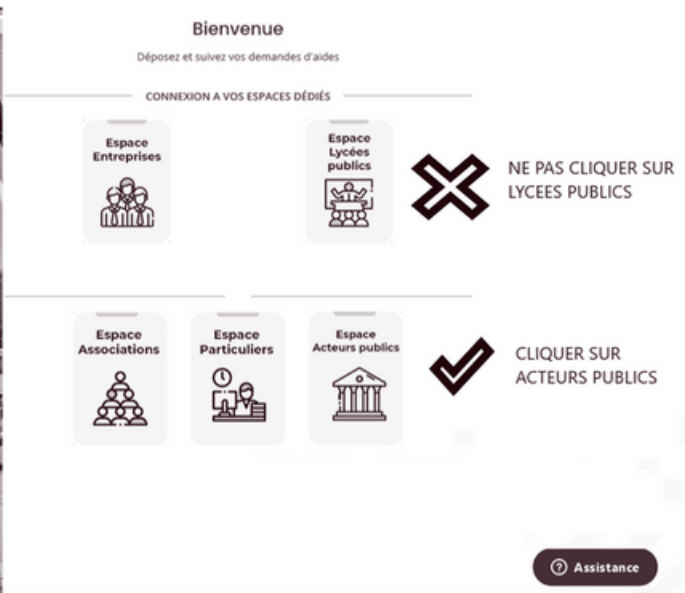 Bienvenue
Déposez et suivez vos demandes d'aides
CONNEXION A VOS ESPACES DÉDIÉS
Espace
Entreprises
Espace
Lycées
publics
NE PAS CLIQUER SUR
LYCEES PUBLICS
Espace
Associations
Espace
Particuliers
Espace
Acteurs publics
CLIQUER SUR
ACTEURS PUBLICS
? Assistance